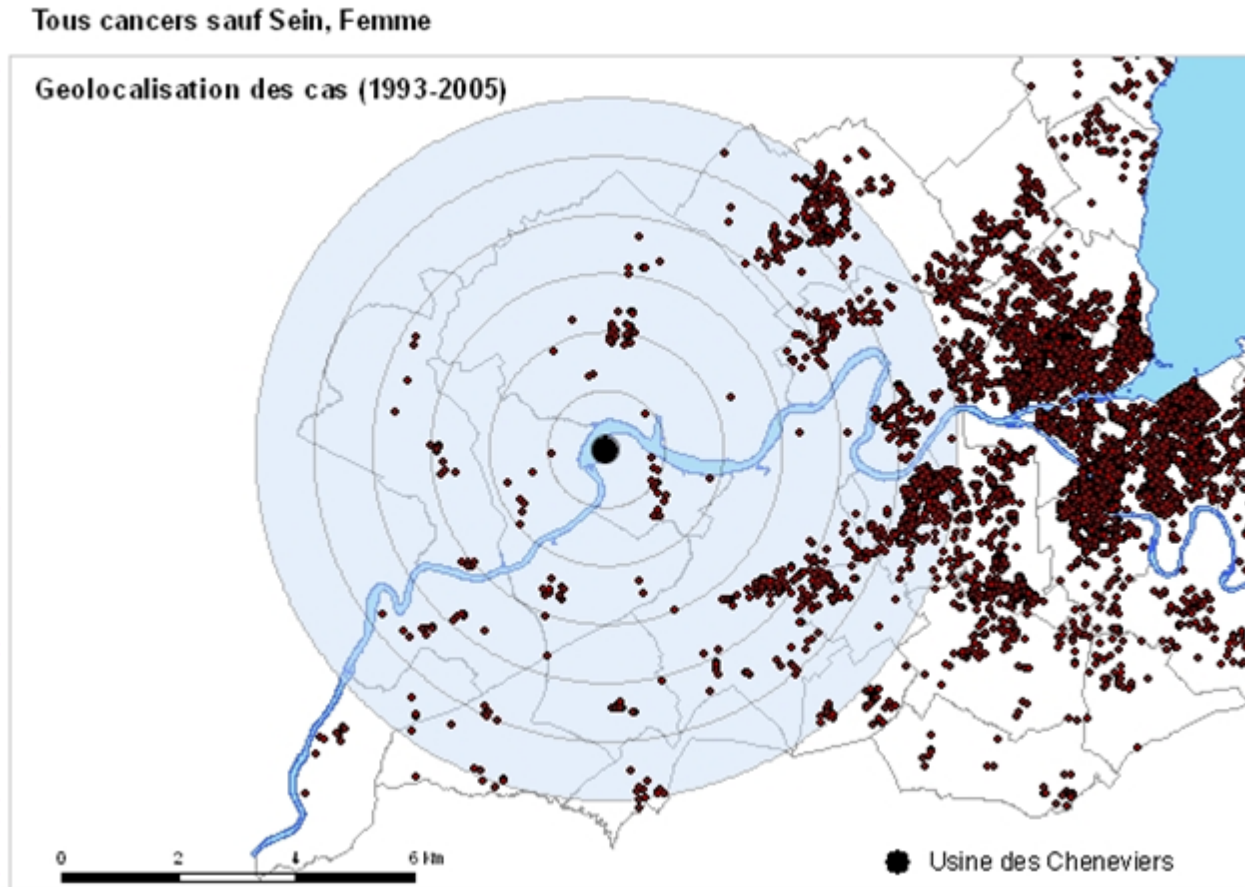 Tous cancers sauf Sein, Femme
Geolocalisation des cas (1993-2005)
0 2 4 6 km
Usine des Cheneviers